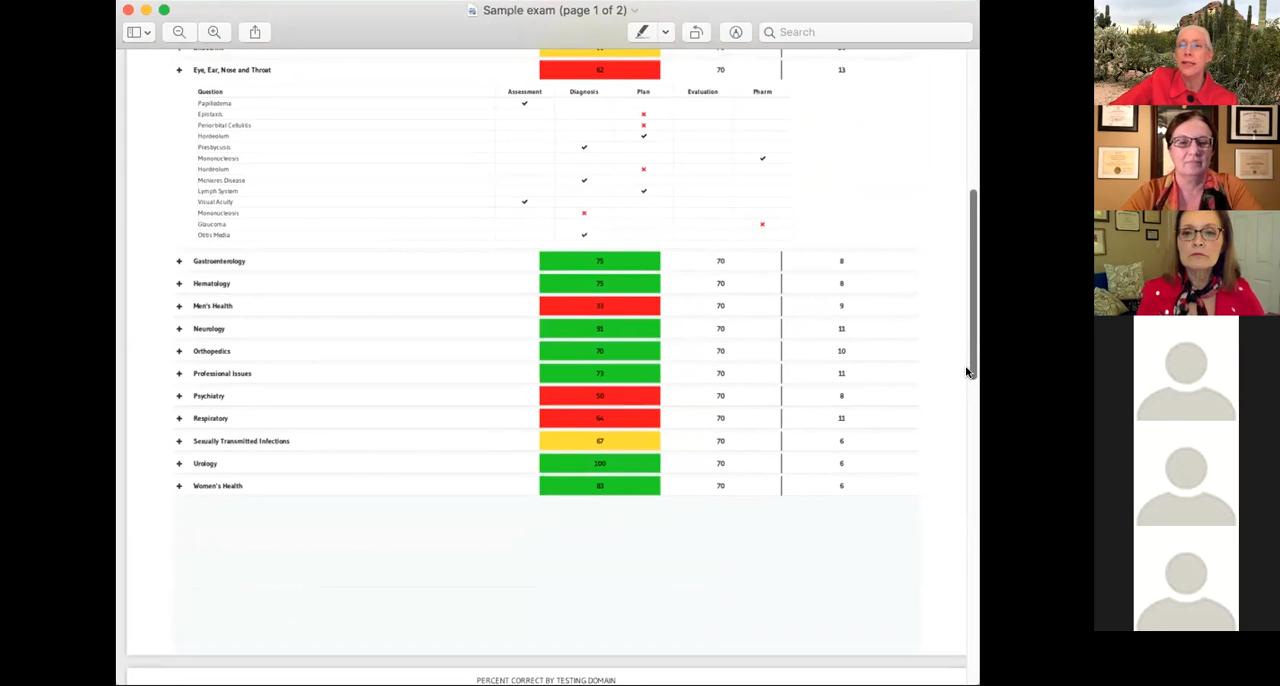 Sample exam (page 1 of 2)
Search
+ Eye, Ear, Nose and Throat 62 70 13
Question Assessment Diagnosis Plan Evaluation Pharm
Papilledema ✔
Epistaxis ✖
Periorbital Cellulitis ✖
Hordeolum ✔
Presbycusis ✔
Mononucleosis ✔
Hordeolum ✖
Menieres Disease ✔
Lymph System ✔
Visual Acuity ✔
Mononucleosis ✖
Glaucoma ✖
Otitis Media ✔
+ Gastroenterology 75 70 8
+ Hematology 75 70 8
+ Men's Health 33 70 9
+ Neurology 91 70 11
+ Orthopedics 70 70 10
+ Professional Issues 73 70 11
+ Psychiatry 50 70 8
+ Respiratory 64 70 11
+ Sexually Transmitted Infections 67 70 6
+ Urology 100 70 6
+ Women's Health 83 70 6
PERCENT CORRECT BY TESTING DOMAIN